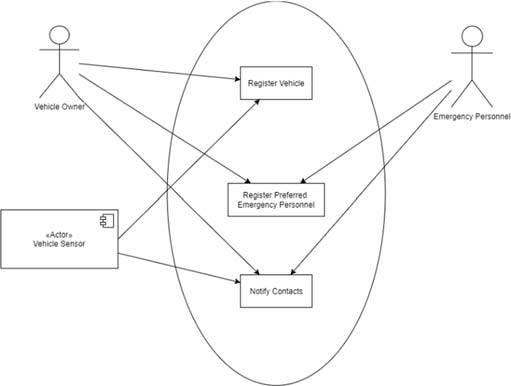 Register Vehicle
Vehicle Owner
Emergency Personnel
Register Preferred
Emergency Personnel
«Actor»
Vehicle Sensor
Notify Contacts